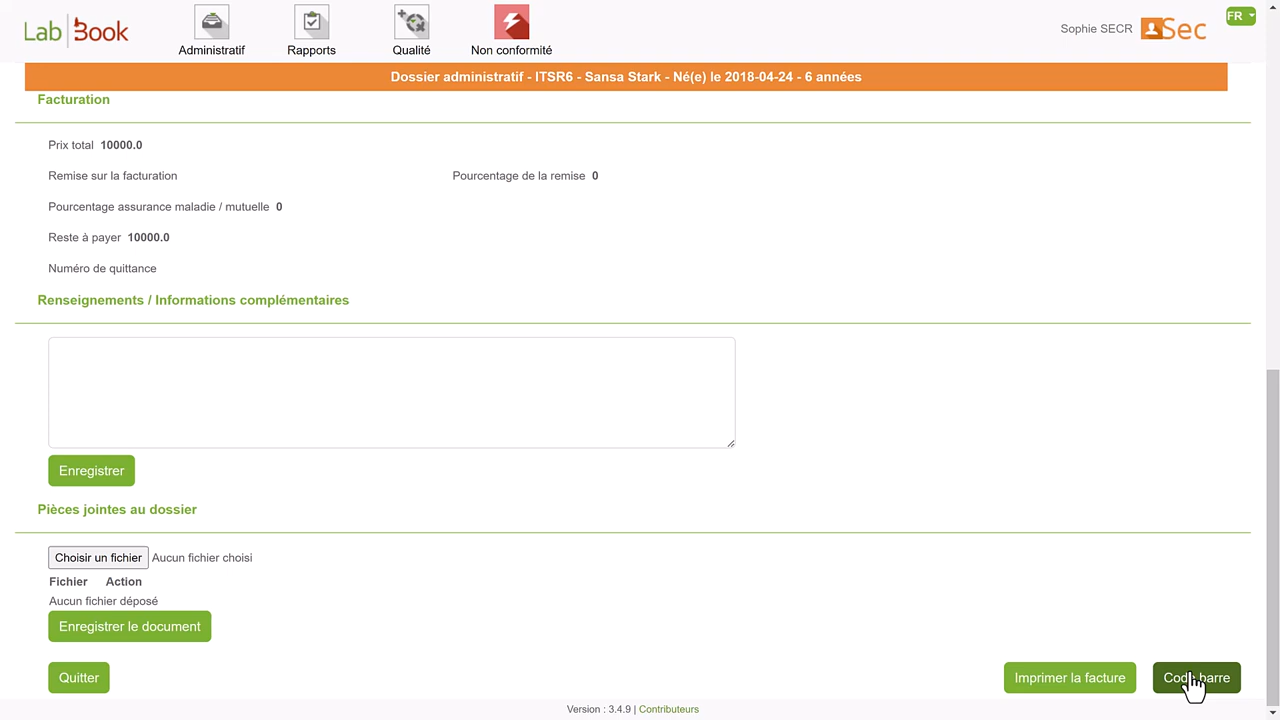 Lab Book
Administratif
Rapports
Qualité
Non conformité
Sophie SECR
Sec
FR
Dossier administratif - ITSR6 - Sansa Stark - Né(e) le 2018-04-24 - 6 années
Facturation
Prix total 10000.0
Remise sur la facturation
Pourcentage de la remise 0
Pourcentage assurance maladie / mutuelle 0
Reste à payer 10000.0
Numéro de quittance
Renseignements / Informations complémentaires
Enregistrer
Pièces jointes au dossier
Choisir un fichier Aucun fichier choisi
Fichier Action
Aucun fichier déposé
Enregistrer le document
Quitter
Imprimer la facture
Code barre
Version : 3.4.9 | Contributeurs